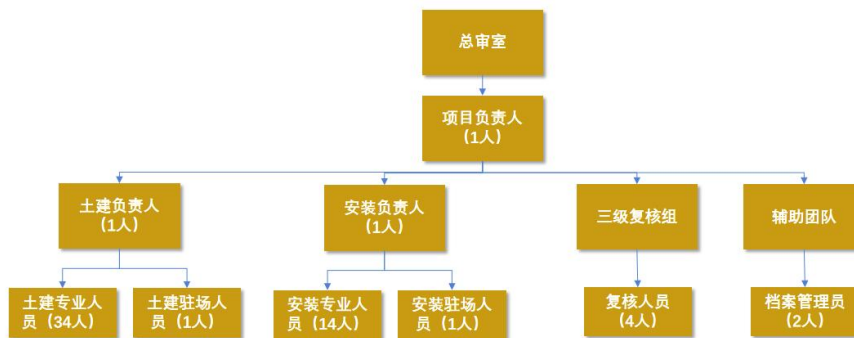 总审室
项目负责人
（1人）
土建负责人
（1人）
安装负责人
（1人）
三级复核组
辅助团队
土建专业人
员（34人）
土建驻场人
员（1人）
安装专业人
员（14人）
安装驻场人
员（1人）
复核人员
（4人）
档案管理员
（2人）